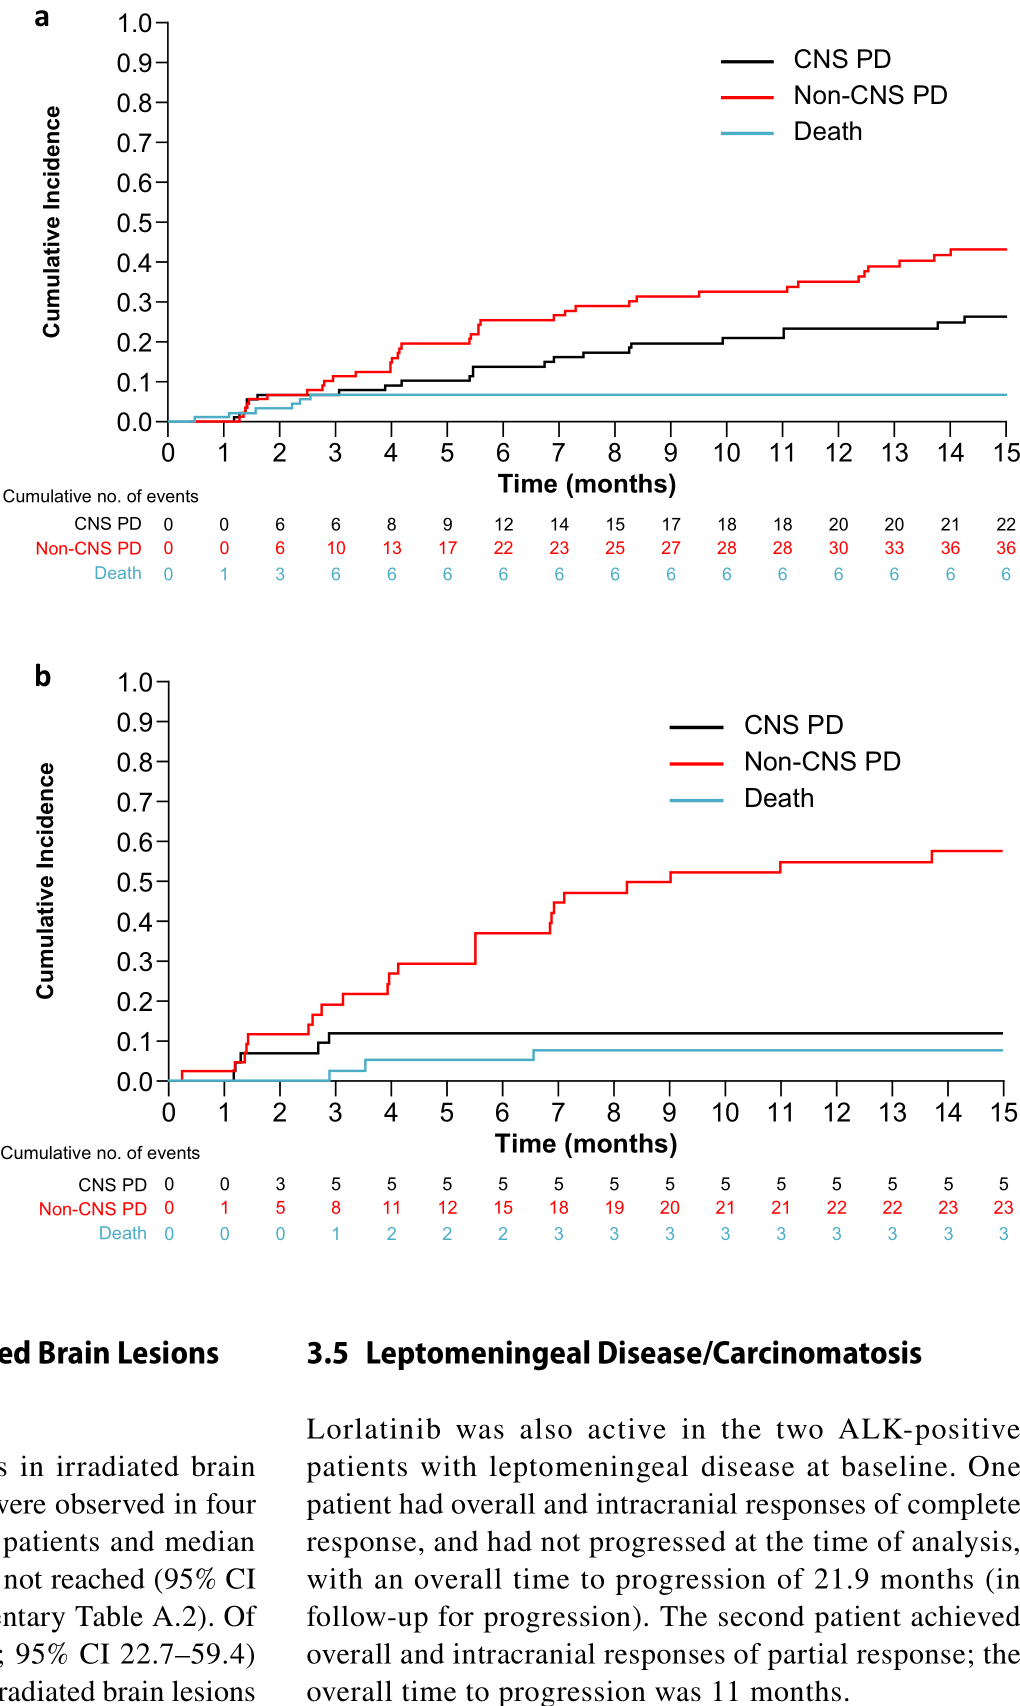 a
1.0
0.9
0.8
0.7
0.6
0.5
0.4
0.3
0.2
0.1
0.0
Cumulative Incidence
CNS PD
Non-CNS PD
Death
0 1 2 3 4 5 6 7 8 9 10 11 12 13 14 15
Time (months)
Cumulative no. of events
CNS PD 0 0 6 6 8 9 12 14 15 17 18 18 20 20 21 22
Non-CNS PD 0 0 6 10 13 17 22 23 25 27 28 28 30 33 36 36
Death 0 1 3 6 6 6 6 6 6 6 6 6 6 6 6 6
b
1.0
0.9
0.8
0.7
0.6
0.5
0.4
0.3
0.2
0.1
0.0
Cumulative Incidence
CNS PD
Non-CNS PD
Death
0 1 2 3 4 5 6 7 8 9 10 11 12 13 14 15
Time (months)
Cumulative no. of events
CNS PD 0 0 3 5 5 5 5 5 5 5 5 5 5 5 5 5
Non-CNS PD 0 1 5 8 11 12 15 18 19 20 21 21 22 22 23 23
Death 0 0 0 1 2 2 2 3 3 3 3 3 3 3 3 3
ed Brain Lesions
s in irradiated brain
were observed in four
patients and median
not reached (95% CI
entary Table A.2). Of
; 95% CI 22.7–59.4)
radiated brain lesions
3.5 Leptomeningeal Disease/Carcinomatosis
Lorlatinib was also active in the two ALK-positive
patients with leptomeningeal disease at baseline. One
patient had overall and intracranial responses of complete
response, and had not progressed at the time of analysis,
with an overall time to progression of 21.9 months (in
follow-up for progression). The second patient achieved
overall and intracranial responses of partial response; the
overall time to progression was 11 months.